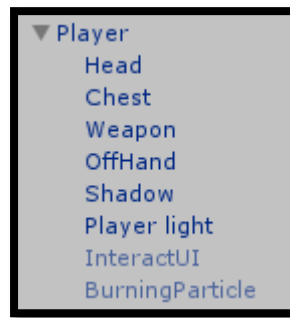 Player
Head
Chest
Weapon
OffHand
Shadow
Player light
InteractUI
BurningParticle